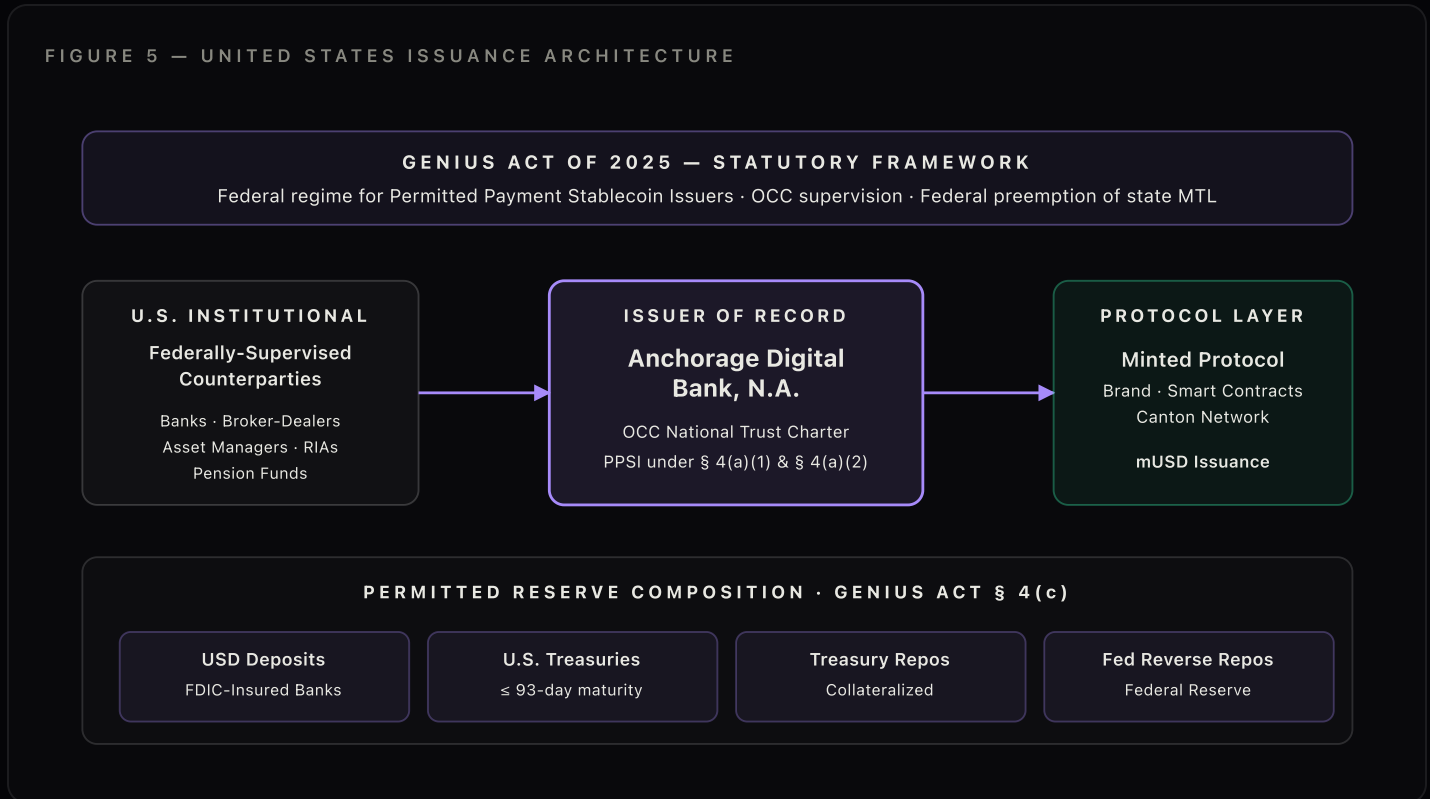 FIGURE 5 — UNITED STATES ISSUANCE ARCHITECTURE
GENIUS ACT OF 2025 — STATUTORY FRAMEWORK
Federal regime for Permitted Payment Stablecoin Issuers · OCC supervision · Federal preemption of state MTL
U.S. INSTITUTIONAL
Federally-Supervised
Counterparties
Banks · Broker-Dealers
Asset Managers · RIAs
Pension Funds
ISSUER OF RECORD
Anchorage Digital
Bank, N.A.
OCC National Trust Charter
PPSI under § 4(a)(1) & § 4(a)(2)
PROTOCOL LAYER
Minted Protocol
Brand · Smart Contracts
Canton Network
mUSD Issuance
PERMITTED RESERVE COMPOSITION · GENIUS ACT § 4(c)
USD Deposits
FDIC-Insured Banks
U.S. Treasuries
≤ 93-day maturity
Treasury Repos
Collateralized
Fed Reverse Repos
Federal Reserve